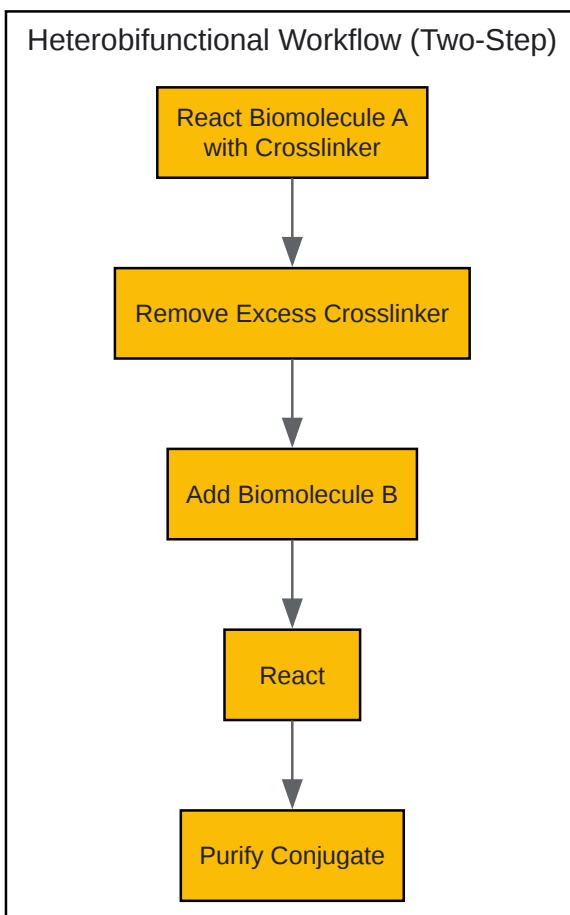 Heterobifunctional Workflow (Two-Step)
React Biomolecule A
with Crosslinker
Remove Excess Crosslinker
Add Biomolecule B
React
Purify Conjugate